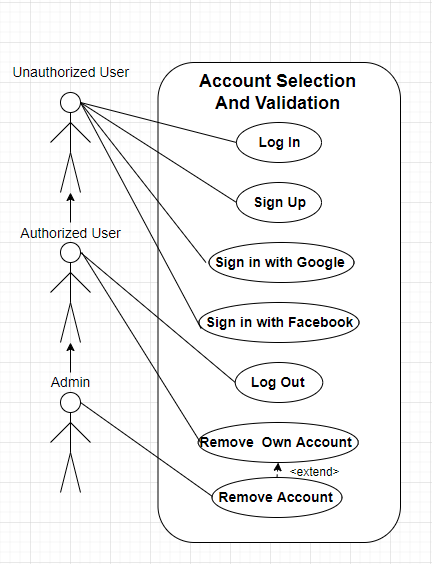 Unauthorized User
Account Selection
And Validation
Log In
Sign Up
Authorized User
Sign in with Google
Sign in with Facebook
Admin
Log Out
Remove  Own Account
<extend>
Remove Account